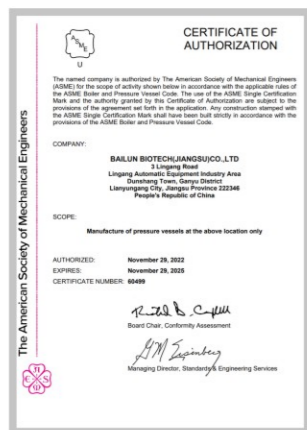 CERTIFICATE OF
AUTHORIZATION
ASME
U
The named company is authorized by The American Society of Mechanical Engineers
(ASME) for the scope of activity shown below in accordance with the applicable rules of
the ASME Boiler and Pressure Vessel Code. The use of the ASME Single Certification
Mark and the authority granted by this Certificate of Authorization are subject to the
provisions of the agreement set forth in the application. Any construction stamped with
the ASME Single Certification Mark shall have been built strictly in accordance with the
provisions of the ASME Boiler and Pressure Vessel Code.
COMPANY:
BAILUN BIOTECH(JIANGSU)CO.,LTD
3 Lingang Road
Lingang Automatic Equipment Industry Area
Dunshang Town, Ganyu District
Lianyungang City, Jiangsu Province 222346
People's Republic of China
SCOPE:
Manufacture of pressure vessels at the above location only
AUTHORIZED: November 29, 2022
EXPIRES: November 29, 2025
CERTIFICATE NUMBER: 60499
Board Chair, Conformity Assessment
Managing Director, Standards & Engineering Services
The American Society of Mechanical Engineers
ASME